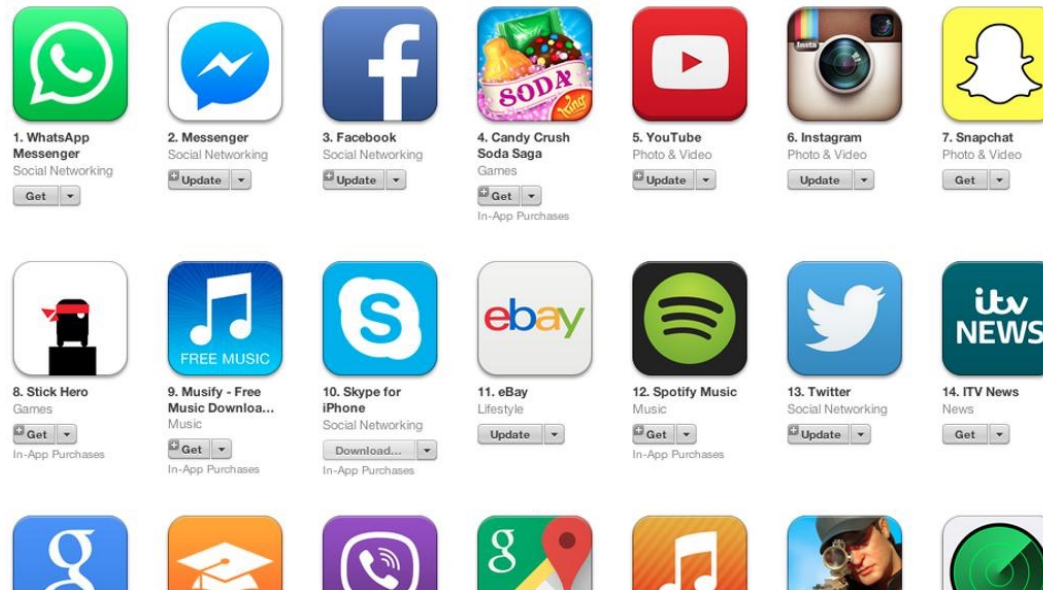 Insta
SODA
King
1. WhatsApp
Messenger
Social Networking
Get
2. Messenger
Social Networking
Update
3. Facebook
Social Networking
Update
4. Candy Crush
Soda Saga
Games
Get
In-App Purchases
5. YouTube
Photo & Video
Update
6. Instagram
Photo & Video
Update
7. Snapchat
Photo & Video
Get
FREE MUSIC
ebay
itv
NEWS
8. Stick Hero
Games
Get
In-App Purchases
9. Musify - Free
Music Downloa...
Music
Get
In-App Purchases
10. Skype for
iPhone
Social Networking
Download...
In-App Purchases
11. eBay
Lifestyle
Update
12. Spotify Music
Music
Get
In-App Purchases
13. Twitter
Social Networking
Update
14. ITV News
News
Get
g
g